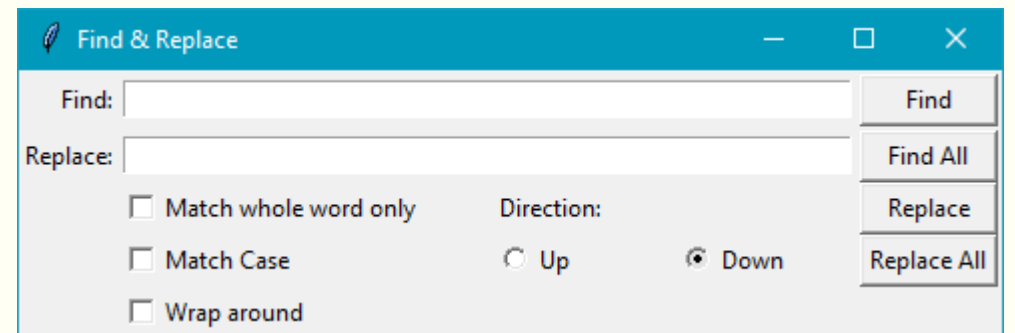 Find & Replace
Find: Find
Replace: Find All
Match whole word only Direction: Replace
Match Case Up Down Replace All
Wrap around